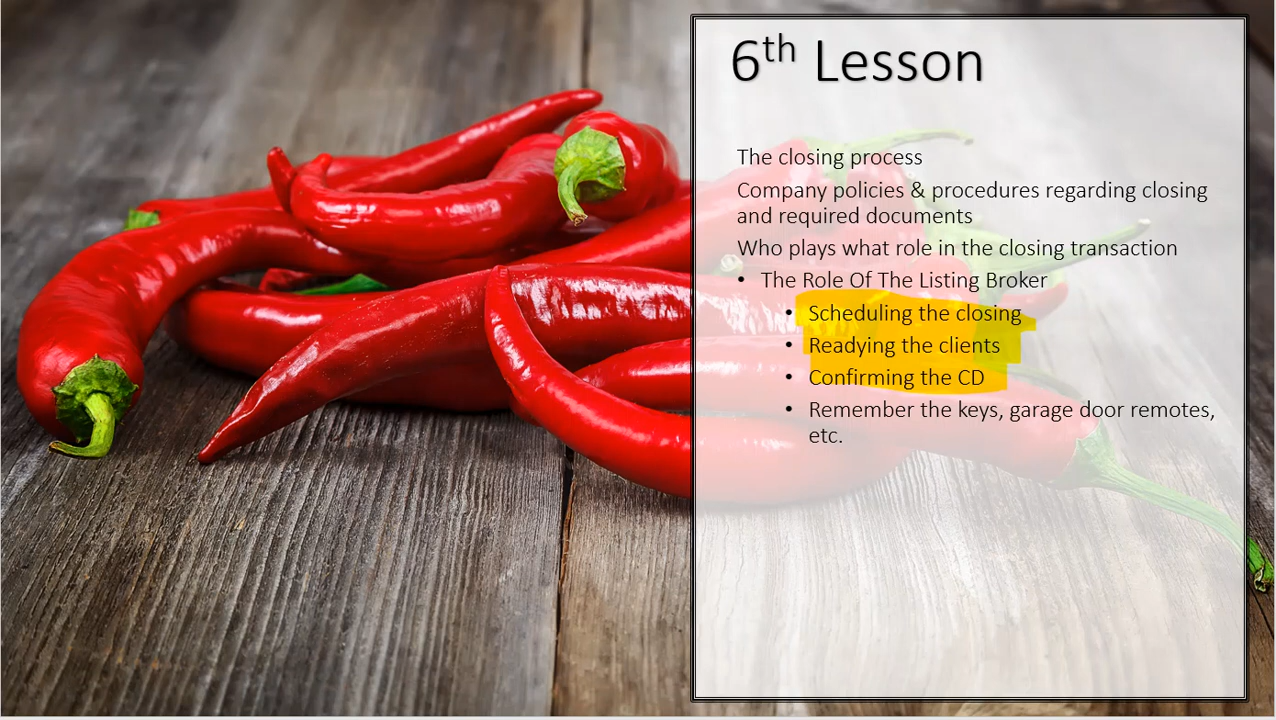 6th Lesson
The closing process
Company policies & procedures regarding closing
and required documents
Who plays what role in the closing transaction
• The Role Of The Listing Broker
• Scheduling the closing
• Readying the clients
• Confirming the CD
• Remember the keys, garage door remotes,
etc.